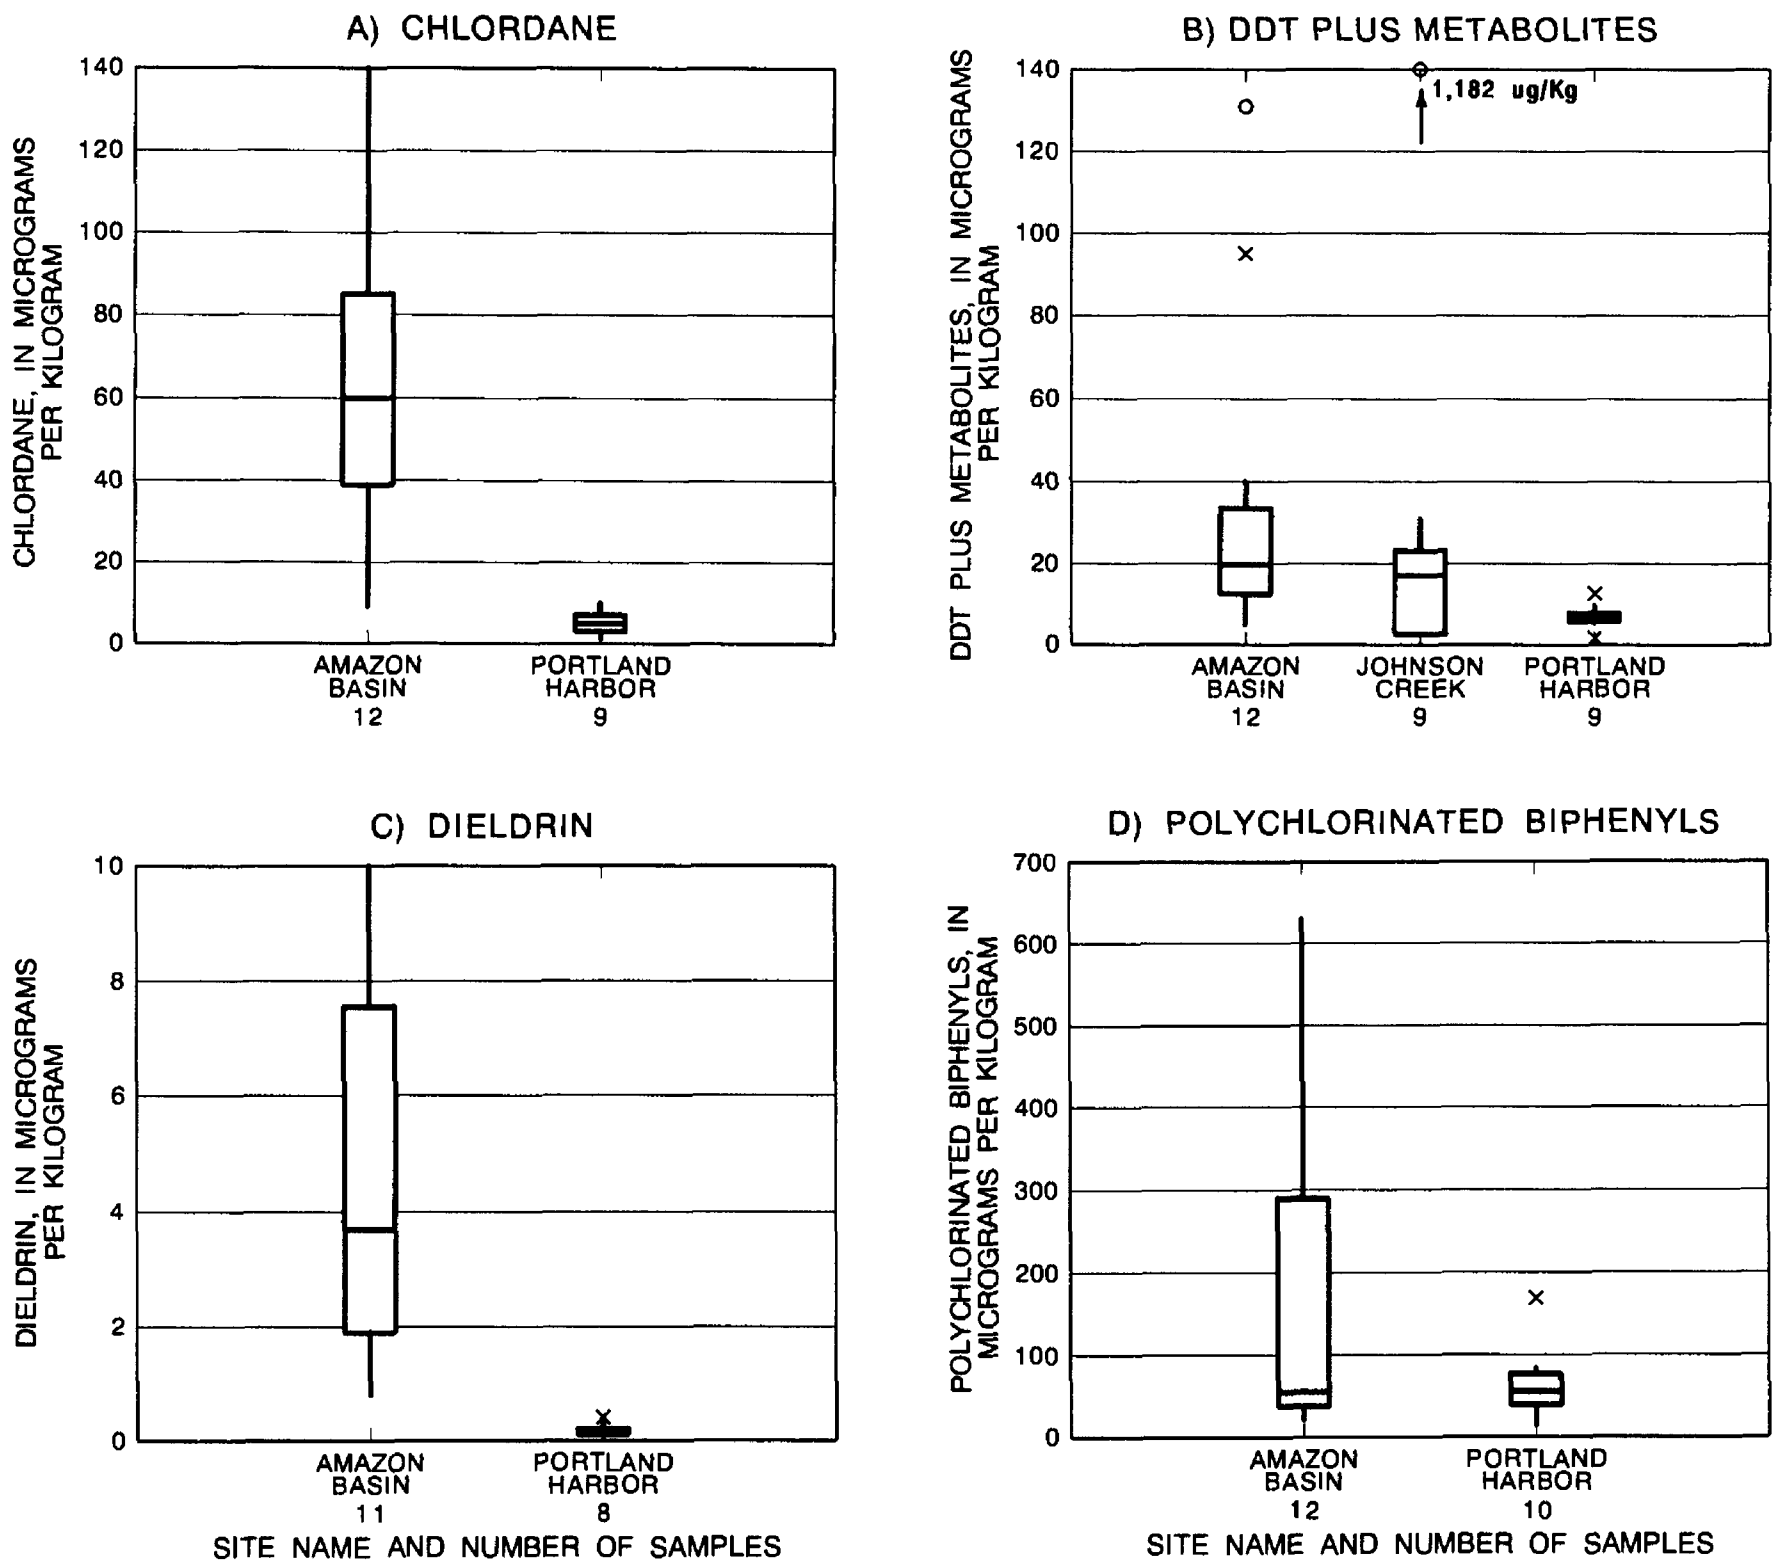 A) CHLORDANE
CHLORDANE, IN MICROGRAMS
PER KILOGRAM
140
120
100
80
60
40
20
0
AMAZON
BASIN
12
PORTLAND
HARBOR
9
B) DDT PLUS METABOLITES
DDT PLUS METABOLITES, IN MICROGRAMS
PER KILOGRAM
140
120
100
80
60
40
20
0
1,182 ug/Kg
AMAZON
BASIN
12
JOHNSON
CREEK
9
PORTLAND
HARBOR
9
C) DIELDRIN
DIELDRIN, IN MICROGRAMS
PER KILOGRAM
10
8
6
4
2
0
AMAZON
BASIN
11
PORTLAND
HARBOR
8
SITE NAME AND NUMBER OF SAMPLES
D) POLYCHLORINATED BIPHENYLS
POLYCHLORINATED BIPHENYLS, IN
MICROGRAMS PER KILOGRAM
700
600
500
400
300
200
100
0
AMAZON
BASIN
12
PORTLAND
HARBOR
10
SITE NAME AND NUMBER OF SAMPLES